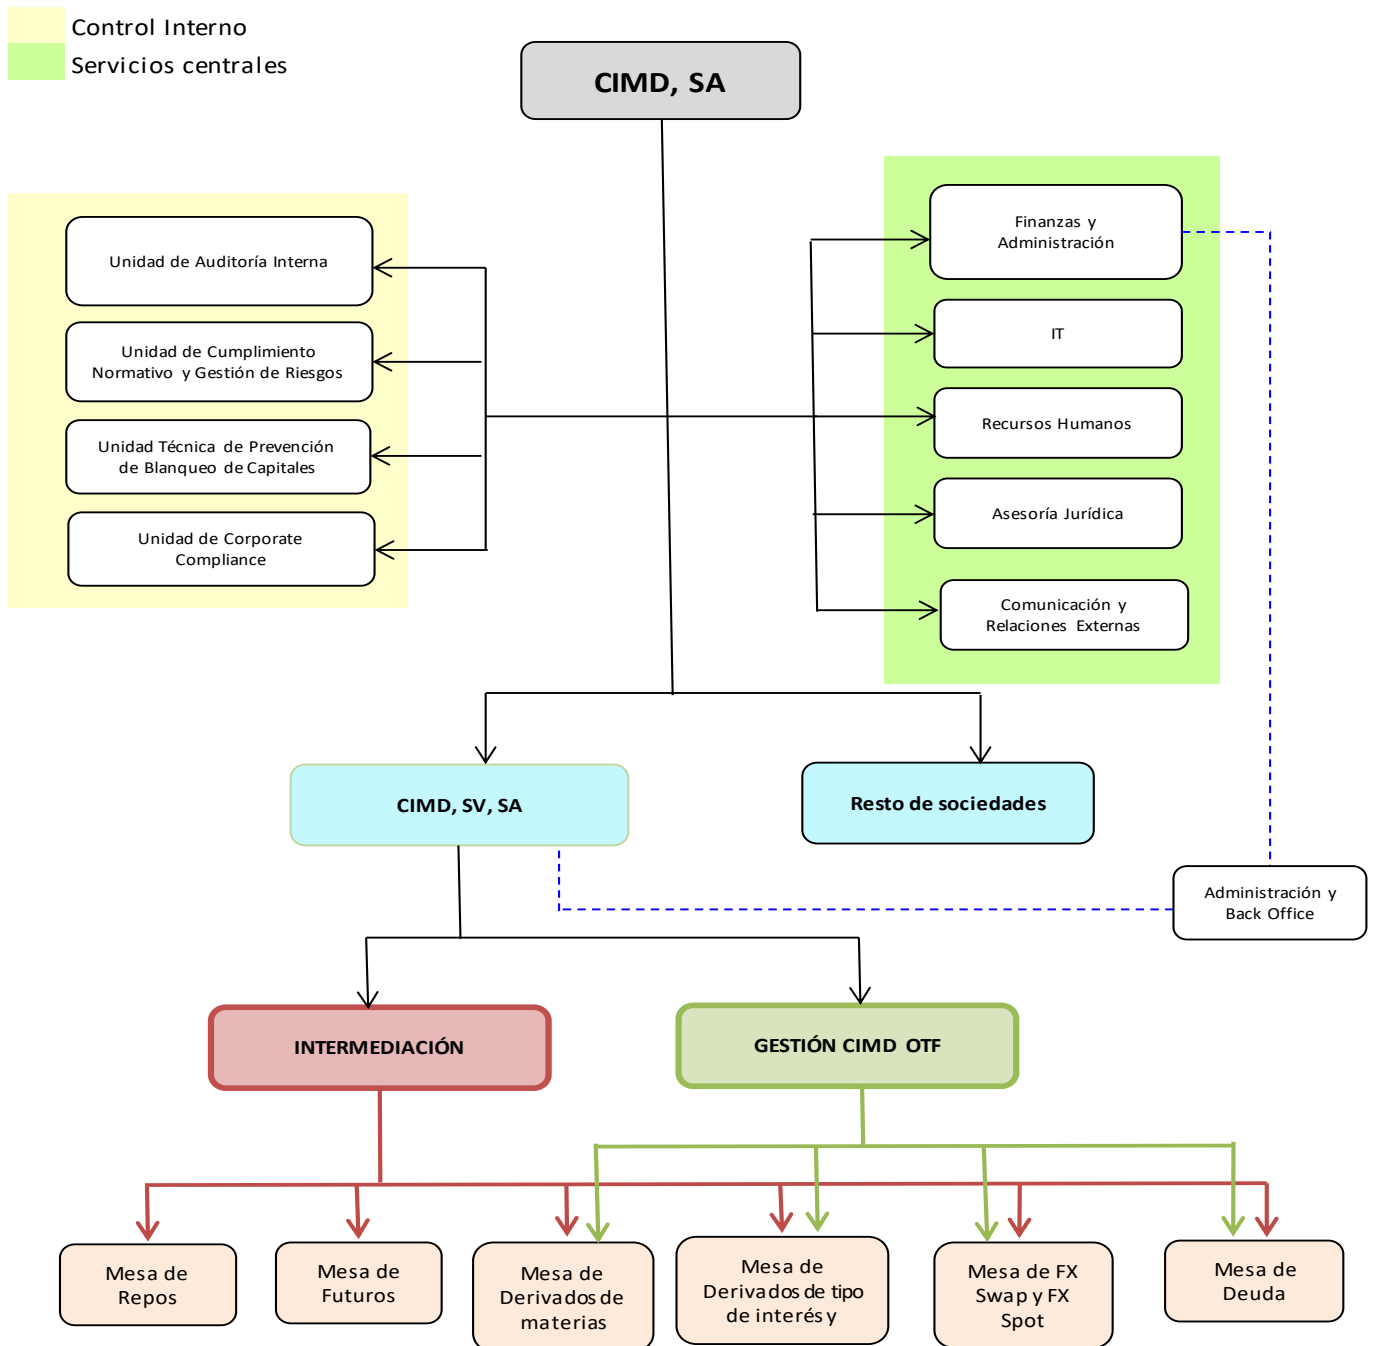 Control Interno
Servicios centrales
CIMD, SA
Unidad de Auditoría Interna
Unidad de Cumplimiento
Normativo y Gestión de Riesgos
Unidad Técnica de Prevención
de Blanqueo de Capitales
Unidad de Corporate
Compliance
Finanzas y
Administración
IT
Recursos Humanos
Asesoría Jurídica
Comunicación y
Relaciones Externas
CIMD, SV, SA
Resto de sociedades
Administración y
Back Office
INTERMEDIACIÓN
GESTIÓN CIMD OTF
Mesa de
Repos
Mesa de
Futuros
Mesa de
Derivados de
materias
Mesa de
Derivados de tipo
de interés y
Mesa de FX
Swap y FX
Spot
Mesa de
Deuda